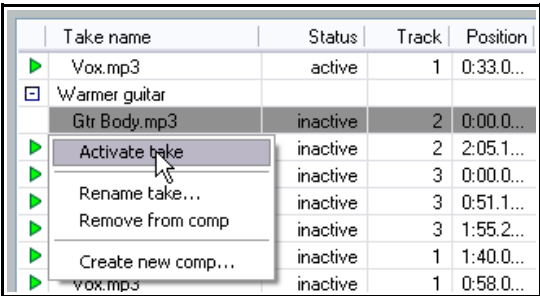 Take name Status Track Position
Vox.mp3 active 1 0:33.0...
Warmer guitar
Gtr Body.mp3 inactive 2 0:00.0...
Activate take inactive 2 2:05.1...
inactive 3 0:00.0...
Rename take... inactive 3 0:51.1...
Remove from comp inactive 3 1:55.2...
inactive 1 1:40.0...
Create new comp... inactive 1 0:58.0...
vox.mp3